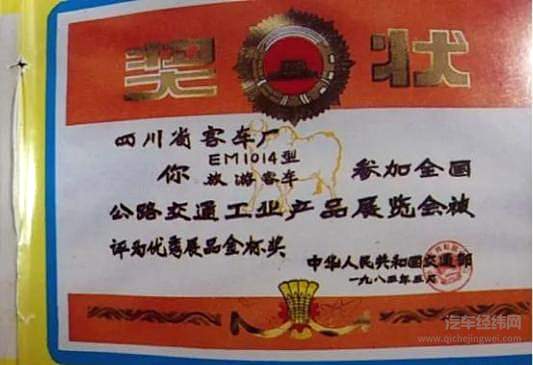 奖状
四川省客车厂
你 EM1014型 参加全国
旅游客车
公路交通工业产品展览会被
评为优秀展品金标奖
中华人民共和国交通部
一九八五年五月
汽车经纬网
www.qichejingwei.com